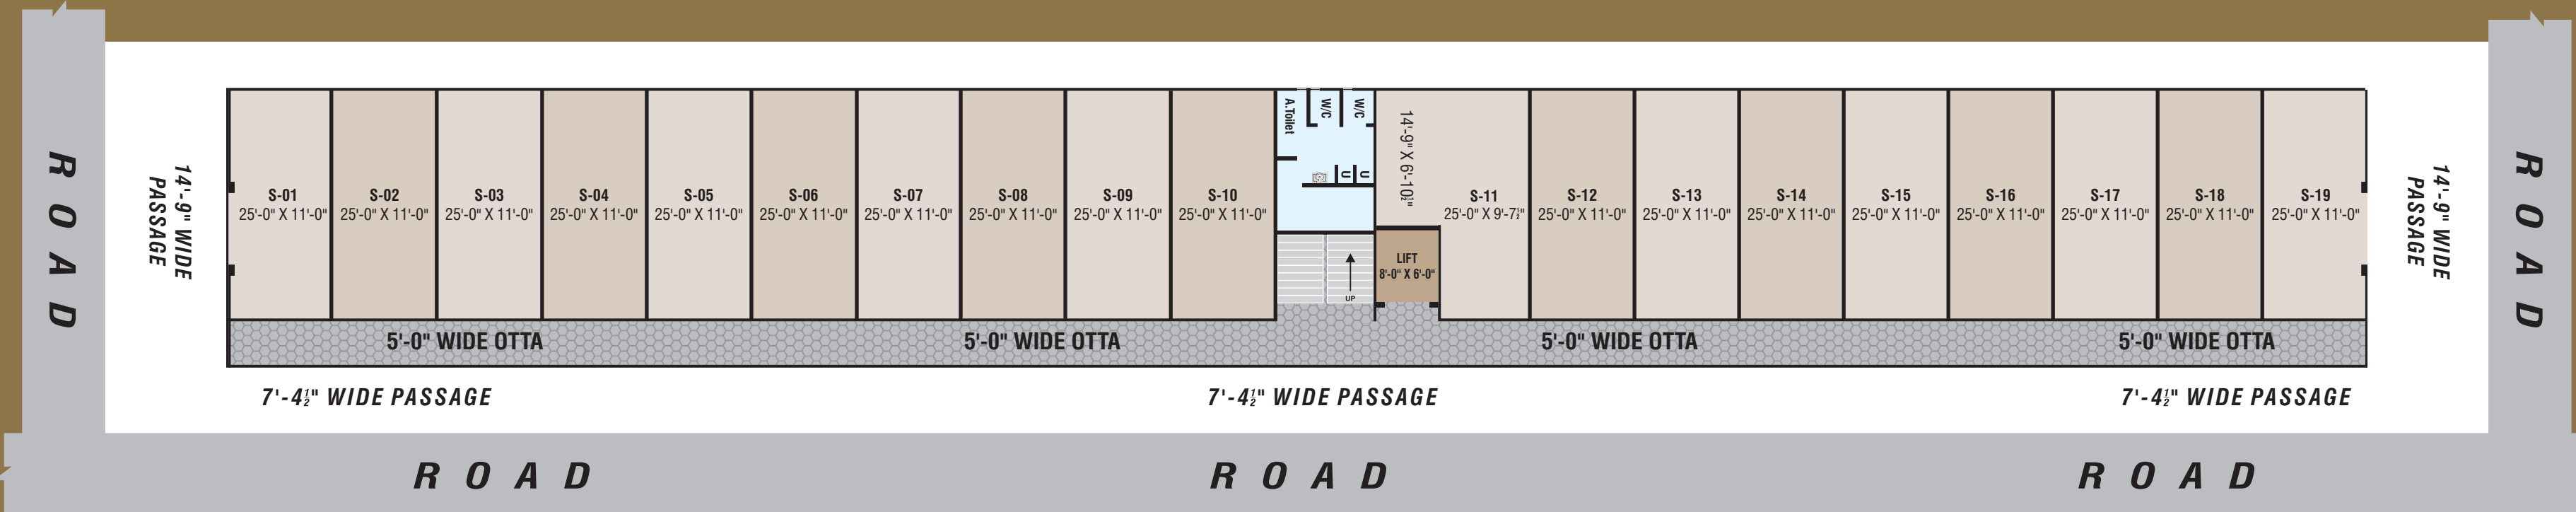 ROAD
14'-9" WIDE
PASSAGE
S-01
25'-0" X 11'-0"
S-02
25'-0" X 11'-0"
S-03
25'-0" X 11'-0"
S-04
25'-0" X 11'-0"
S-05
25'-0" X 11'-0"
S-06
25'-0" X 11'-0"
S-07
25'-0" X 11'-0"
S-08
25'-0" X 11'-0"
S-09
25'-0" X 11'-0"
S-10
25'-0" X 11'-0"
A.Toilet
W/C
W/C
U
U
UP
14'-9" X 6'-10½"
LIFT
8'-0" X 6'-0"
S-11
25'-0" X 9'-7½"
S-12
25'-0" X 11'-0"
S-13
25'-0" X 11'-0"
S-14
25'-0" X 11'-0"
S-15
25'-0" X 11'-0"
S-16
25'-0" X 11'-0"
S-17
25'-0" X 11'-0"
S-18
25'-0" X 11'-0"
S-19
25'-0" X 11'-0"
14'-9" WIDE
PASSAGE
ROAD
5'-0" WIDE OTTA
5'-0" WIDE OTTA
5'-0" WIDE OTTA
5'-0" WIDE OTTA
7'-4½" WIDE PASSAGE
7'-4½" WIDE PASSAGE
7'-4½" WIDE PASSAGE
ROAD
ROAD
ROAD